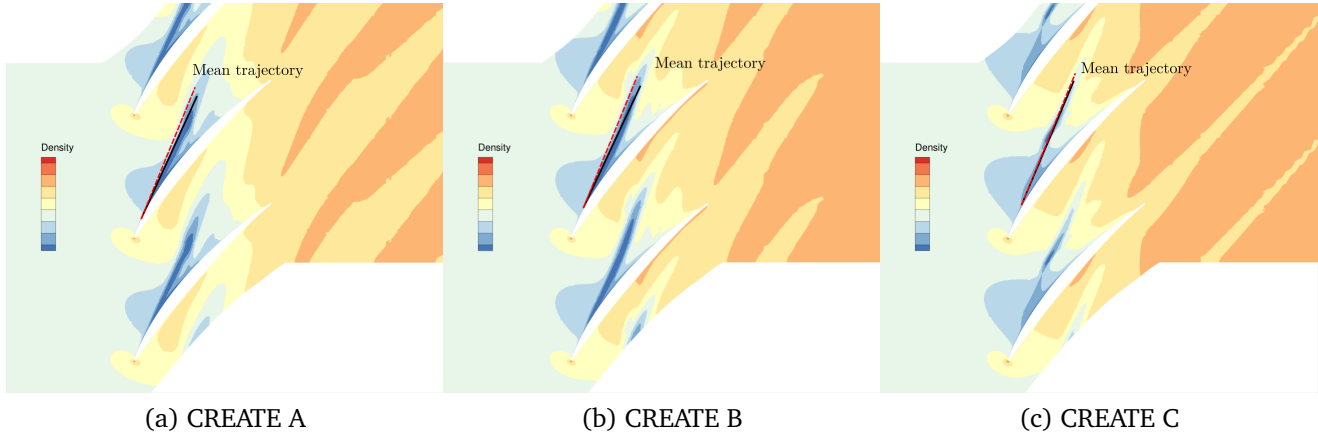 Mean trajectory
Density
(a) CREATE A
Mean trajectory
Density
(b) CREATE B
Mean trajectory
Density
(c) CREATE C